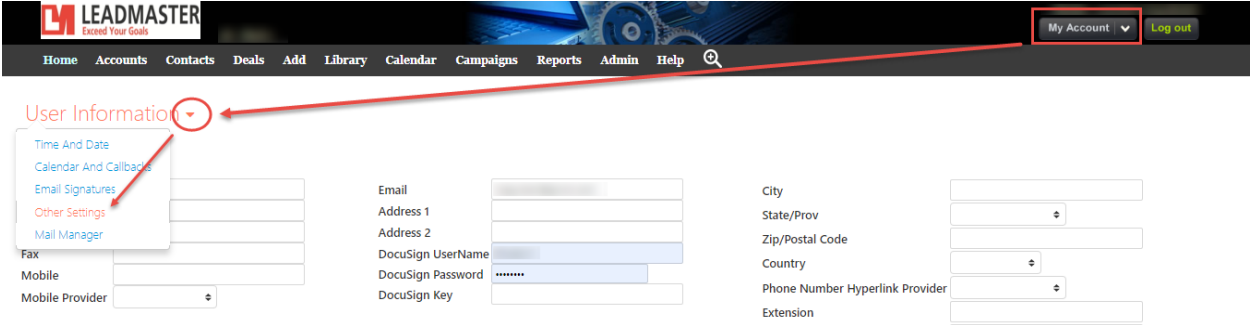 LEADMASTER
Exceed Your Goals
My Account
Log out
Home Accounts Contacts Deals Add Library Calendar Campaigns Reports Admin Help
User Information
Time And Date
Calendar And Callbacks
Email Signatures
Other Settings
Mail Manager
Fax
Mobile
Mobile Provider
Email
Address 1
Address 2
DocuSign UserName
DocuSign Password ••••••••
DocuSign Key
City
State/Prov
Zip/Postal Code
Country
Phone Number Hyperlink Provider
Extension